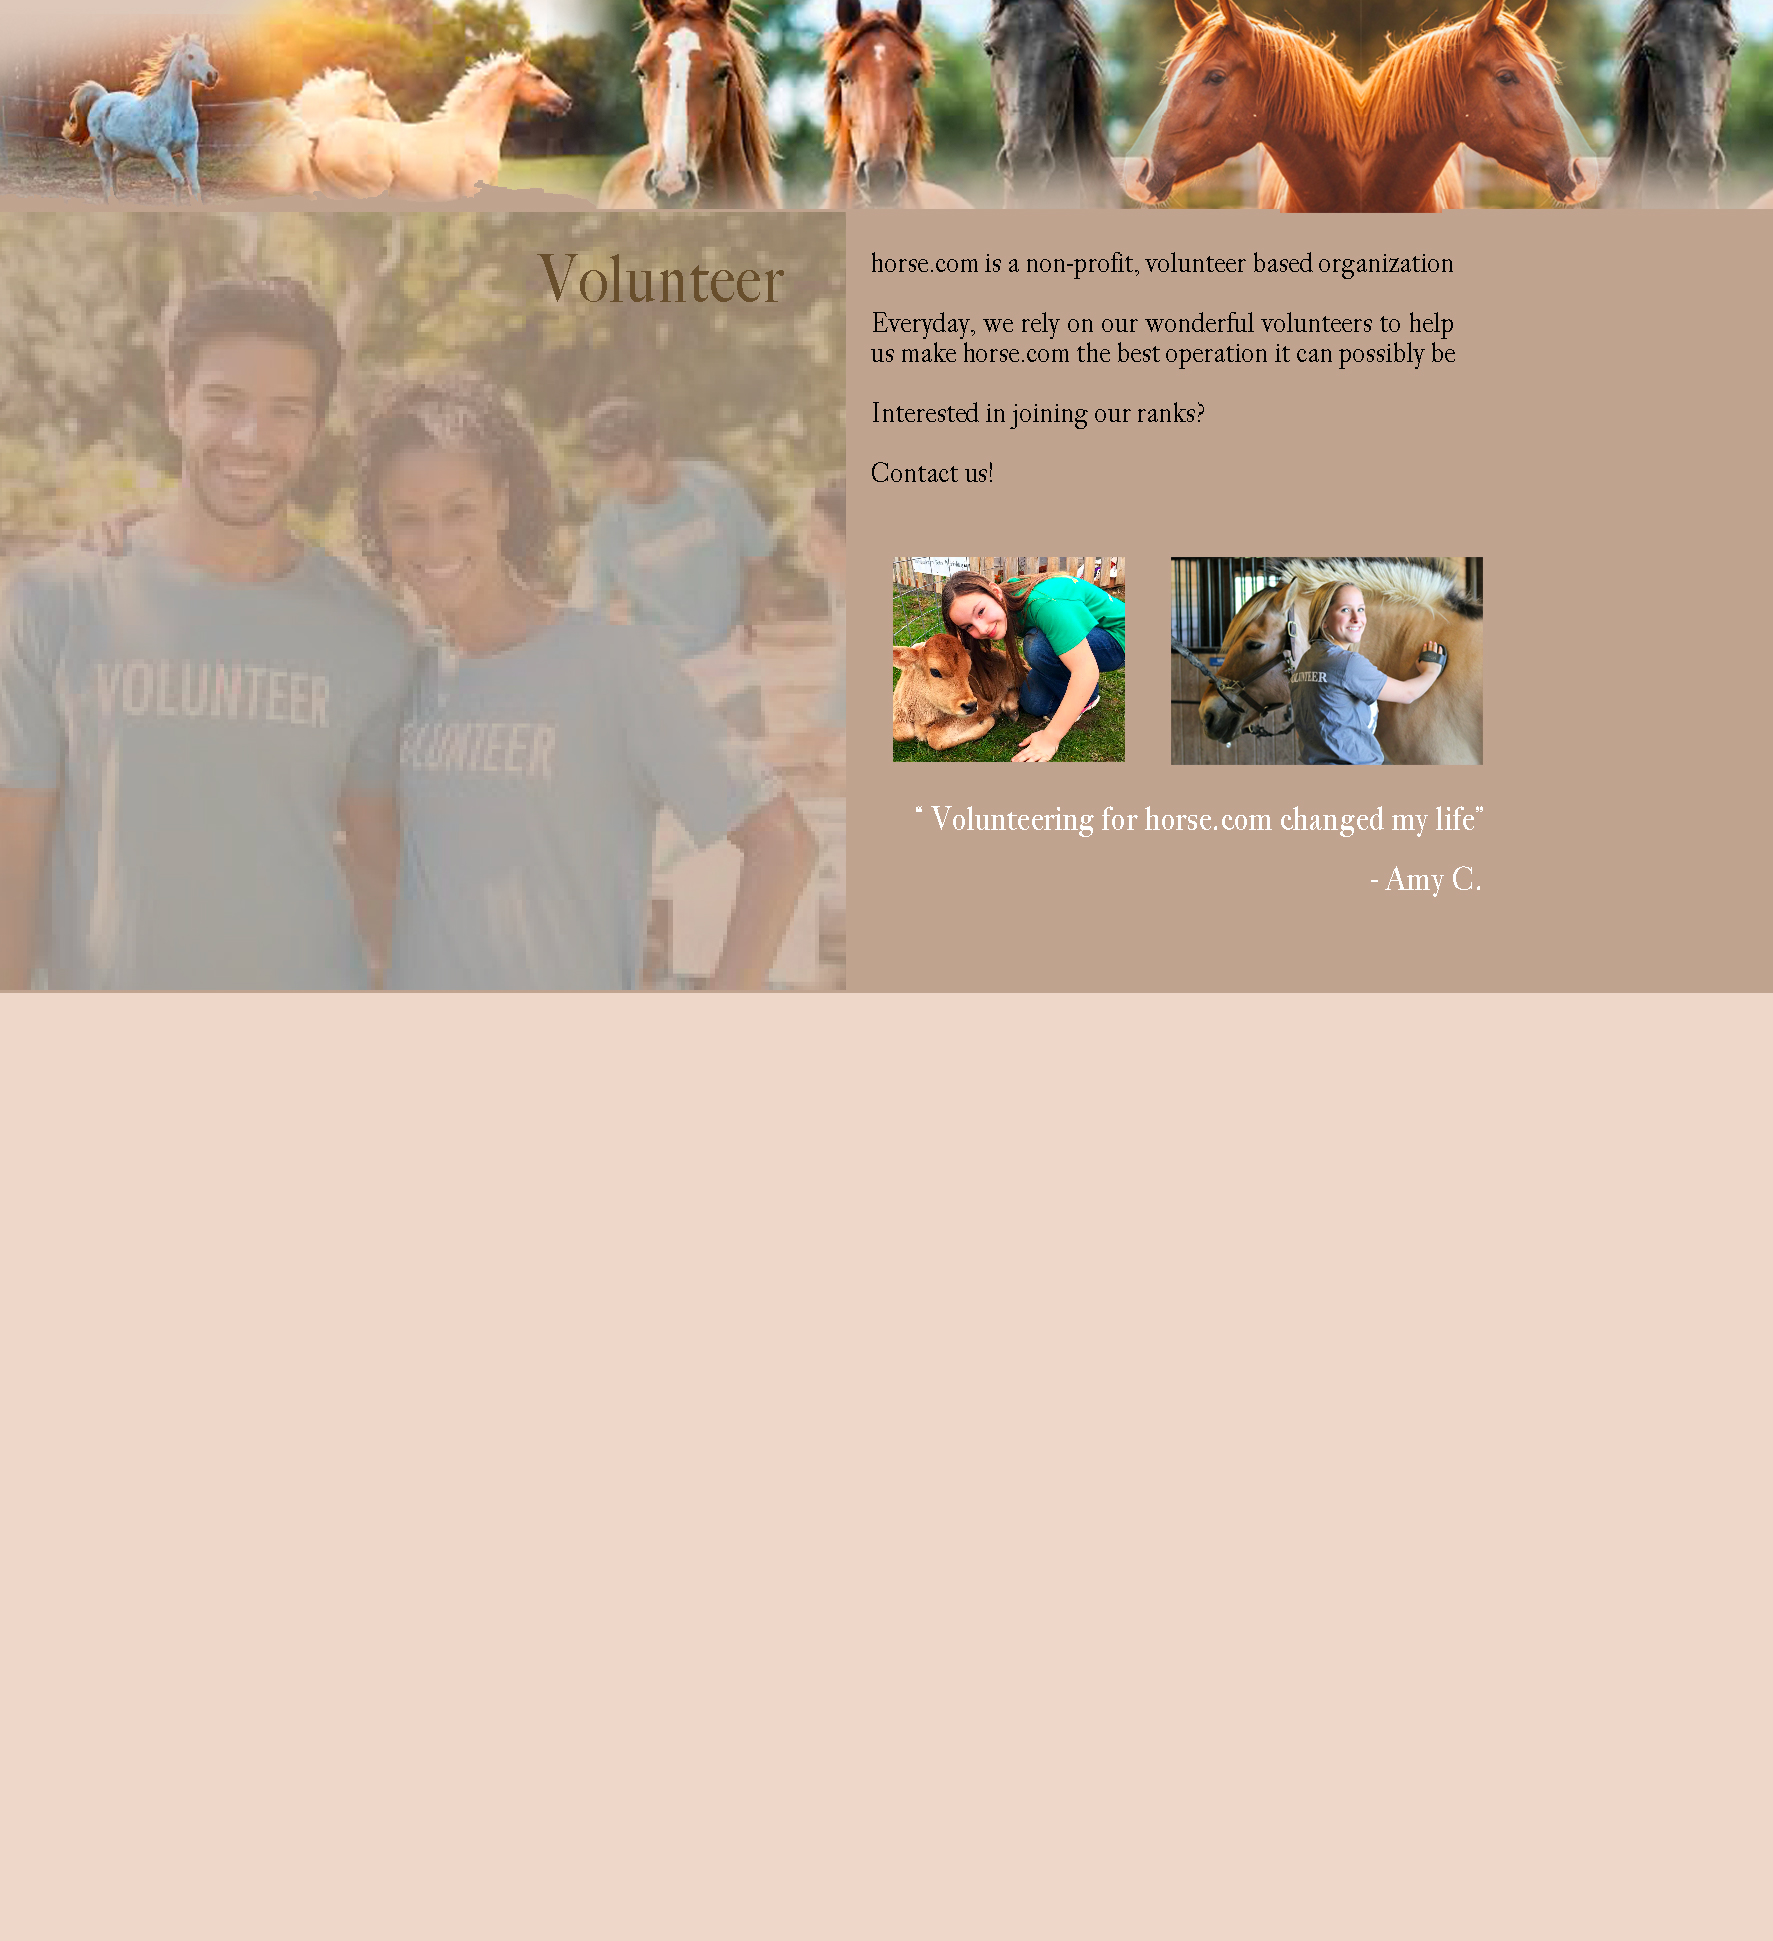 Volunteer
horse.com is a non-profit, volunteer based organization
Everyday, we rely on our wonderful volunteers to help
us make horse.com the best operation it can possibly be
Interested in joining our ranks?
Contact us!
VOLUNTEER
VOLUNTEER
“ Volunteering for horse.com changed my life”
- Amy C.